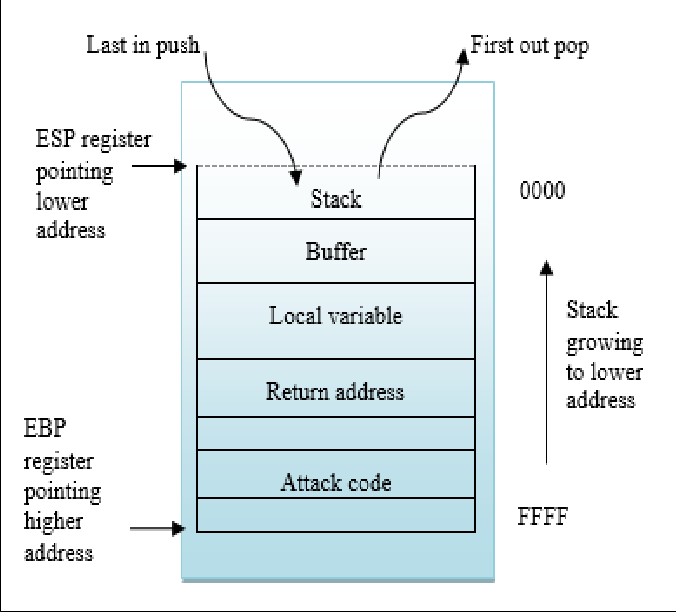 Last in push
First out pop
ESP register
pointing
lower
address
Stack
0000
Buffer
Local variable
Stack
growing
to lower
address
Return address
EBP
register
pointing
higher
address
Attack code
FFFF